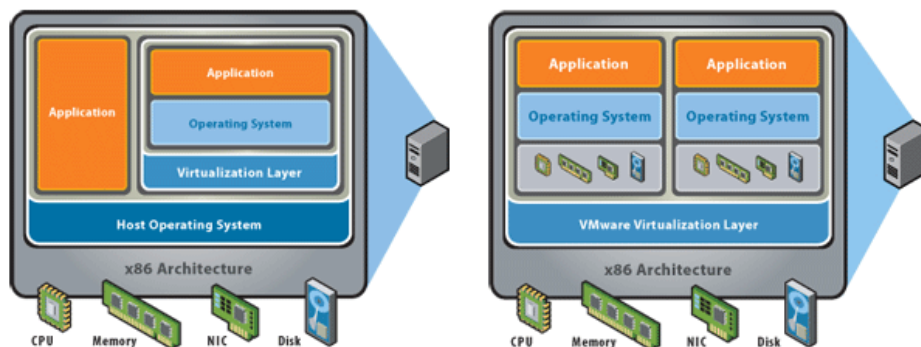 Application
Application
Operating System
Virtualization Layer
Host Operating System
x86 Architecture
CPU
Memory
NIC
Disk
Application
Application
Operating System
Operating System
VMware Virtualization Layer
x86 Architecture
CPU
Memory
NIC
Disk